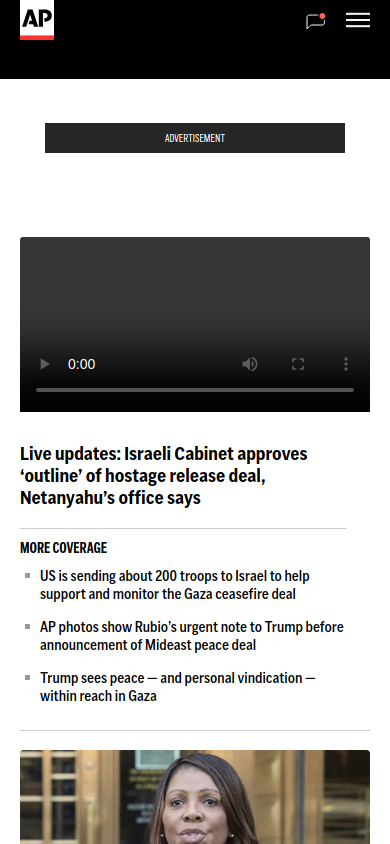 AP
ADVERTISEMENT
0:00
Live updates: Israeli Cabinet approves
‘outline’ of hostage release deal,
Netanyahu’s office says
MORE COVERAGE
US is sending about 200 troops to Israel to help
support and monitor the Gaza ceasefire deal
AP photos show Rubio’s urgent note to Trump before
announcement of Mideast peace deal
Trump sees peace — and personal vindication —
within reach in Gaza